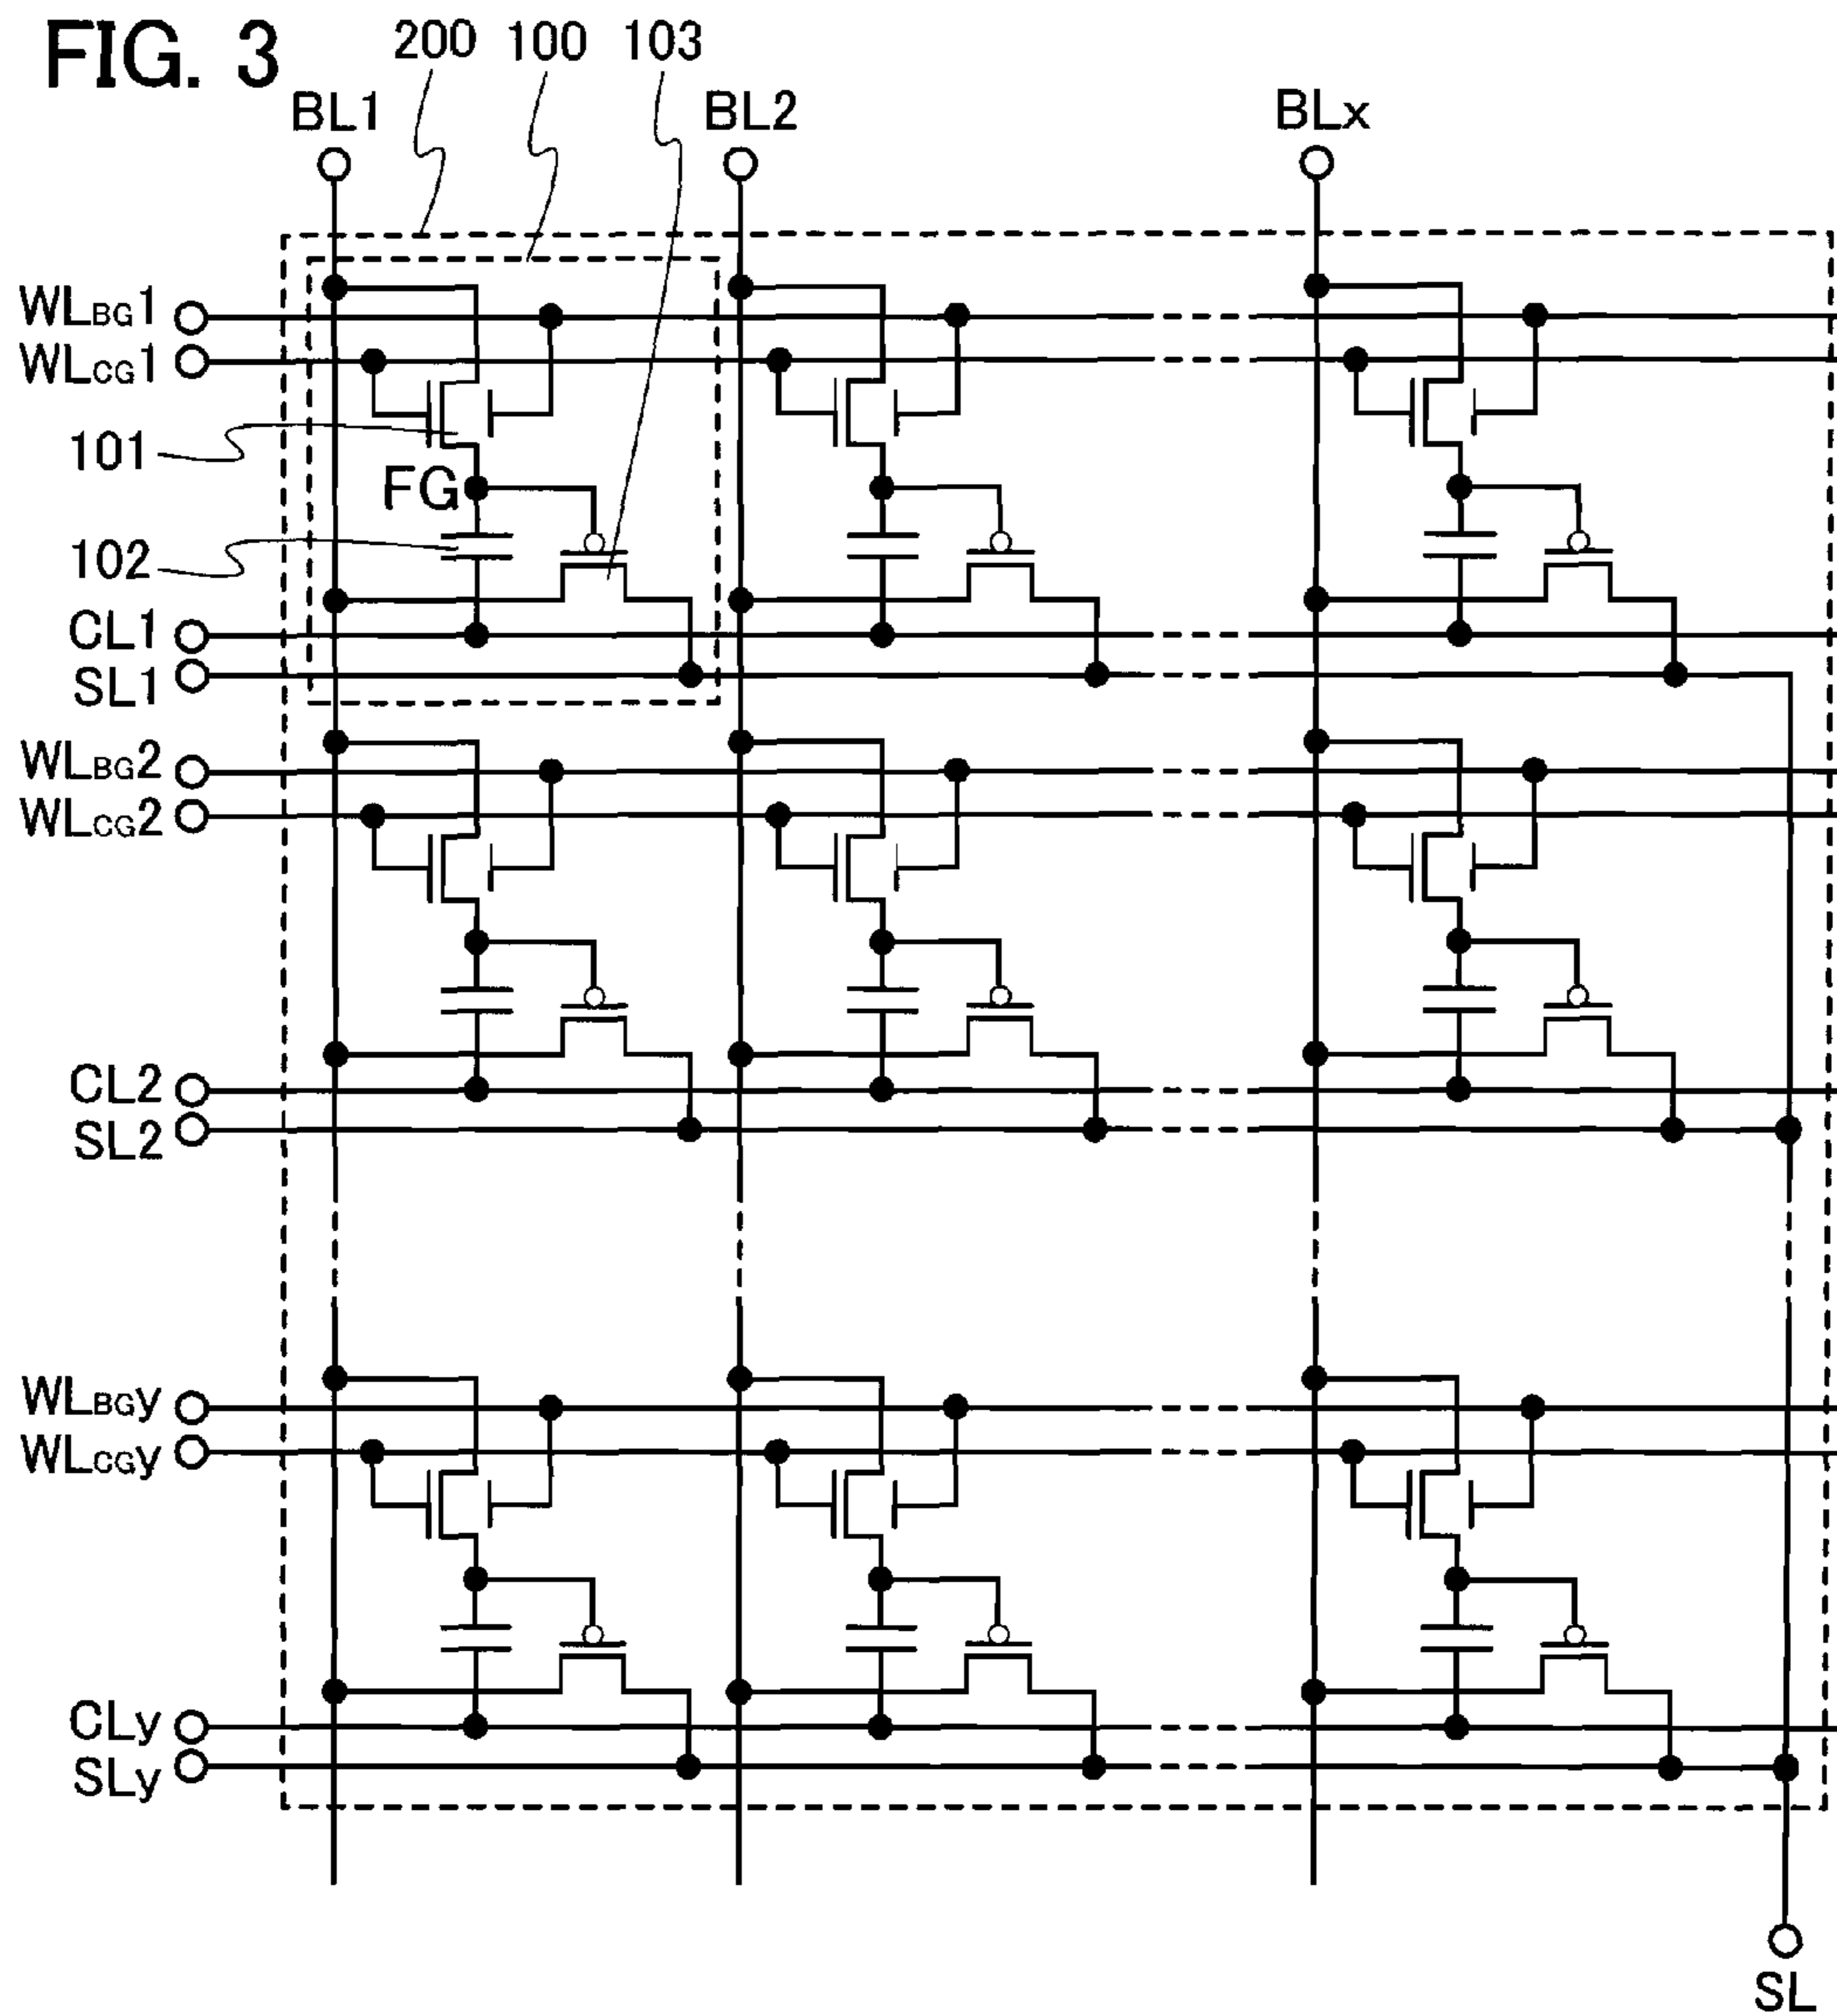 FIG. 3
200 100 103
BL1 BL2 BLx
WLBG1
WLCG1
101
FG
102
CL1
SL1
WLBG2
WLCG2
CL2
SL2
WLBGy
WLCGy
CLy
SLy
SL